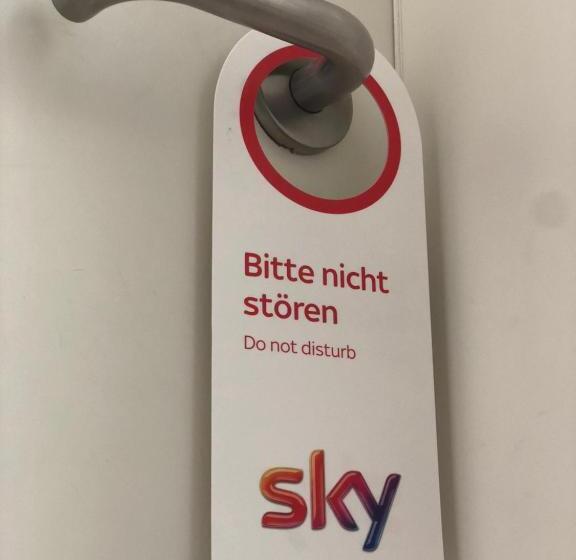 Bitte nicht
stören
Do not disturb
sky